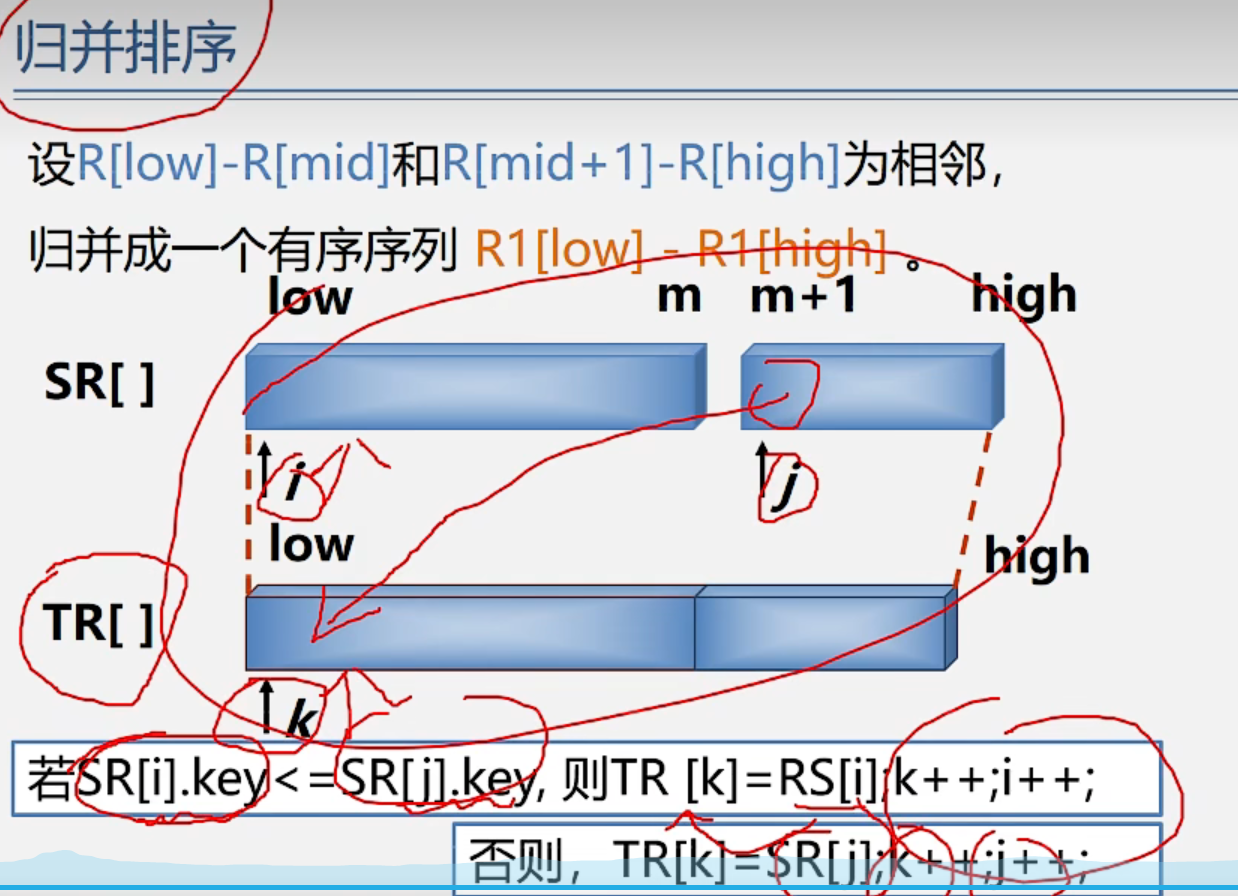 归并排序
设R[low]-R[mid]和R[mid+1]-R[high]为相邻，
归并成一个有序序列 R1[low] - R1[high] 。
low m m+1 high
SR[ ]
i j
low high
TR[ ]
k
若SR[i].key<=SR[j].key, 则TR [k]=RS[i];k++;i++;
否则， TR[k]=SR[j];k++;j++;